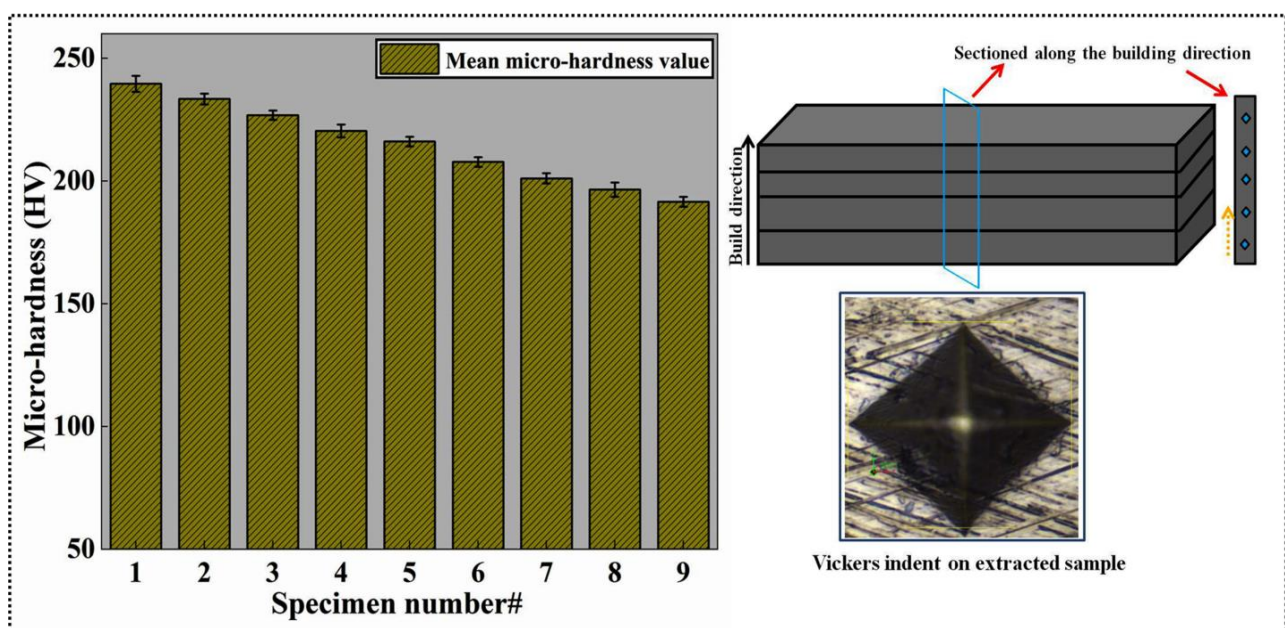 250
200
150
100
50
Micro-hardness (HV)
Mean micro-hardness value
1 2 3 4 5 6 7 8 9
Specimen number#
Sectioned along the building direction
Build direction
Vickers indent on extracted sample